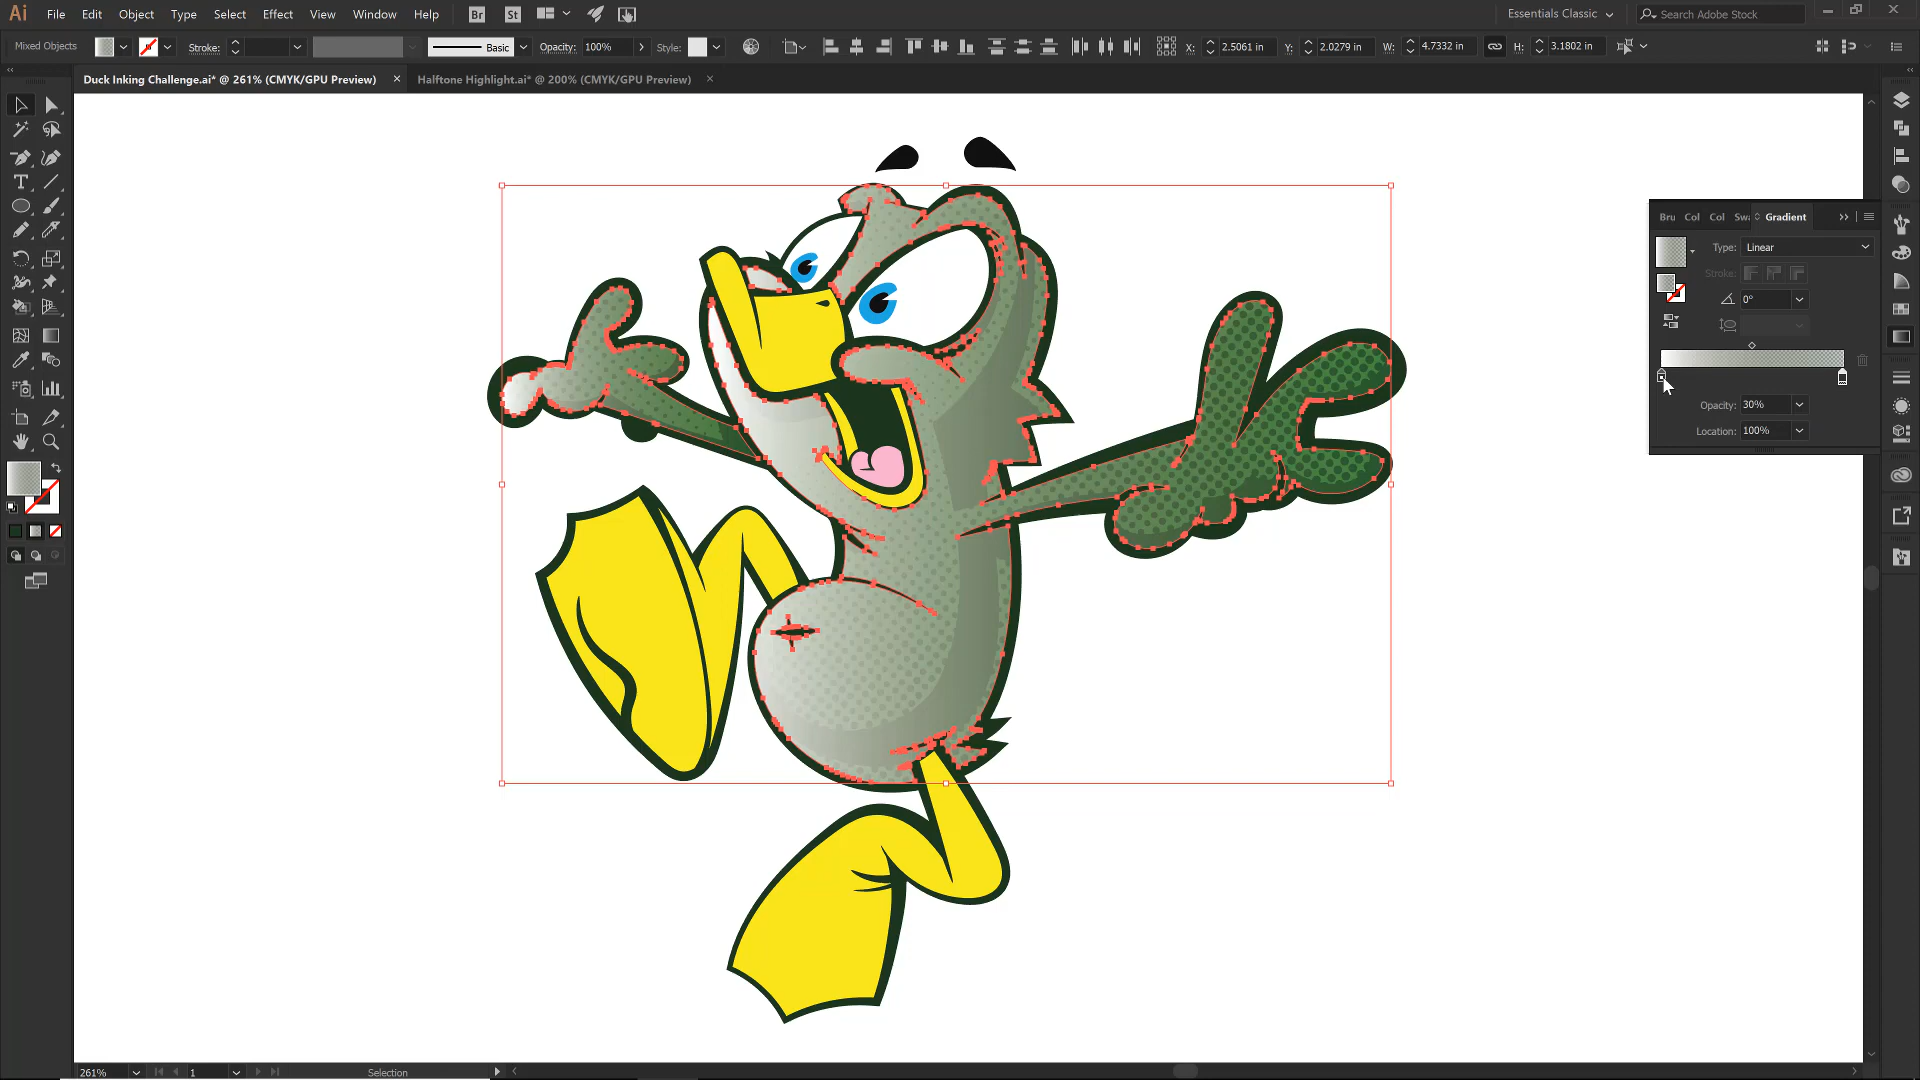 Ai File Edit Object Type Select Effect View Window Help Br St Essentials Classic Search Adobe Stock
Mixed Objects Stroke: Basic Opacity: 100% Style: X: 2.5061 in Y: 2.0279 in W: 4.7332 in H: 3.1802 in
Duck Inking Challenge.ai* @ 261% (CMYK/GPU Preview) × Halftone Highlight.ai* @ 200% (CMYK/GPU Preview) ×
Bru Col Col Swa Gradient
Type: Linear
Stroke:
0°
Opacity: 30%
Location: 100%
261% 1 Selection